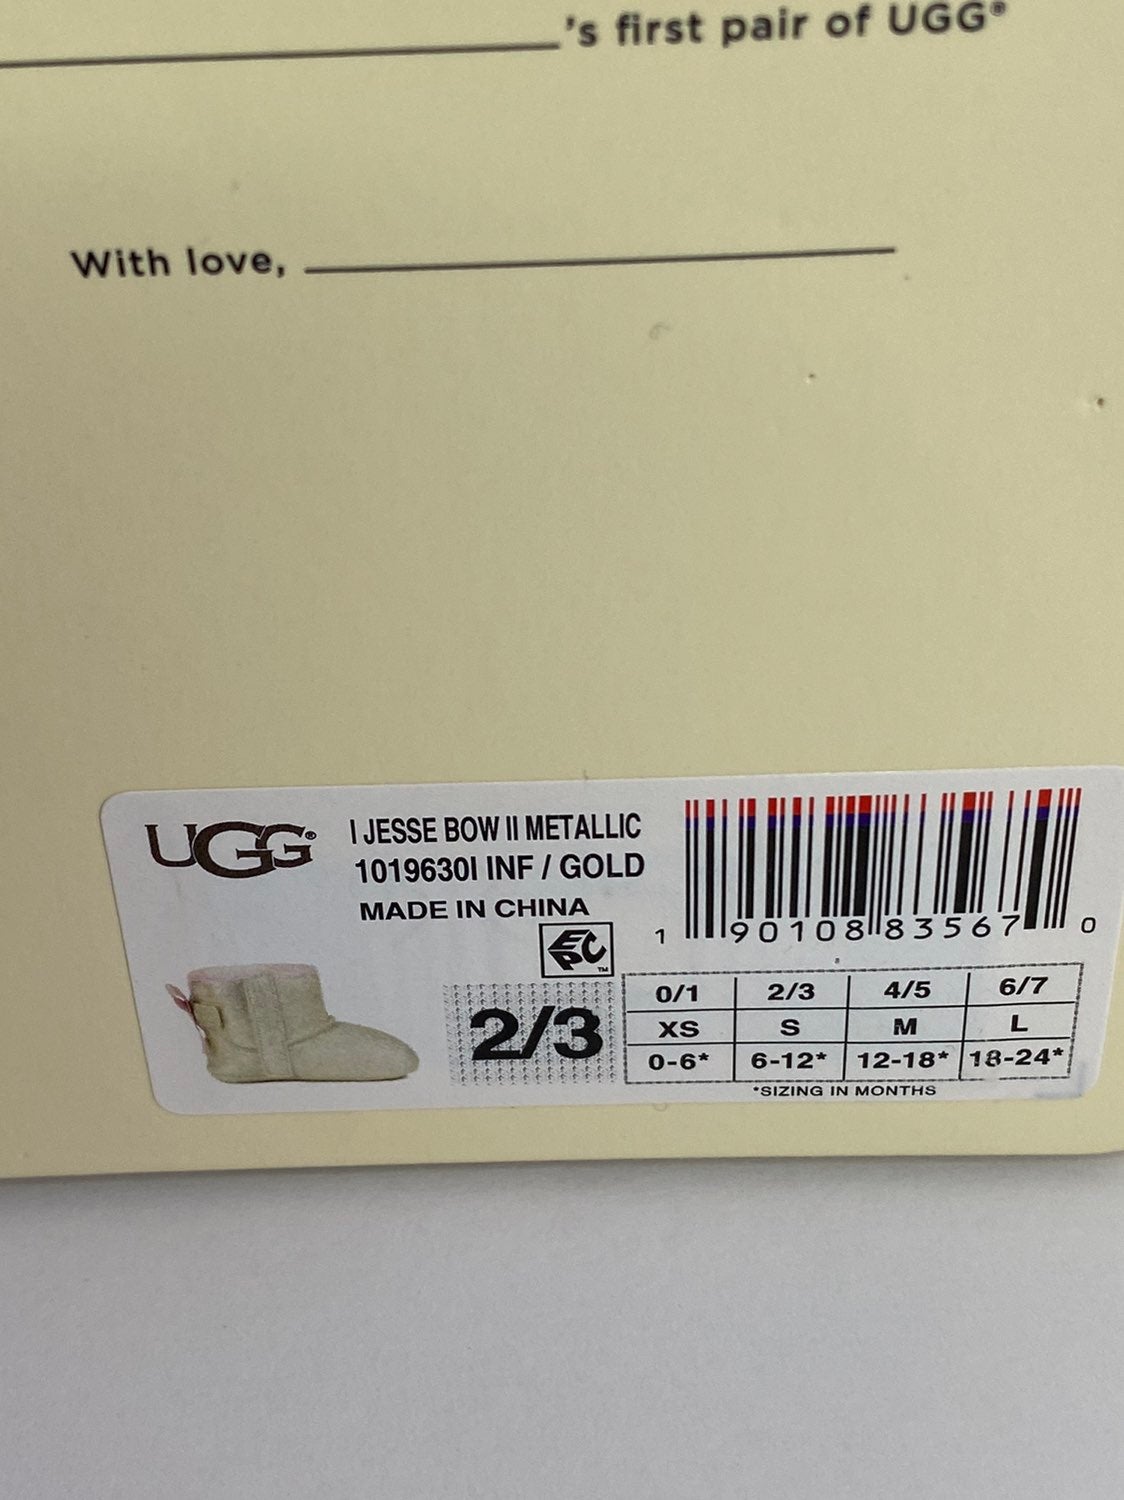 's first pair of UGG®
With love,
UGG®
I JESSE BOW II METALLIC
1019630I INF / GOLD
MADE IN CHINA
EPC™
1 90108 83567 0
2/3
0/1 2/3 4/5 6/7
XS S M L
0-6* 6-12* 12-18* 18-24*
*SIZING IN MONTHS